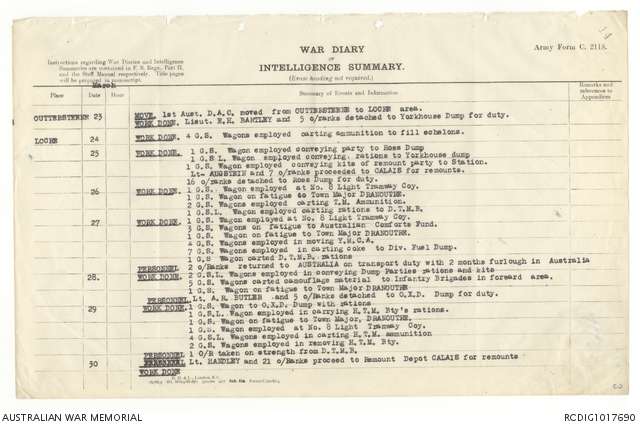 14
WAR DIARY
or
INTELLIGENCE SUMMARY.
(Erase heading not required.)
Army Form C. 2118.
Instructions regarding War Diaries and Intelligence
Summaries are contained in F. S. Regs., Part II.
and the Staff Manual respectively. Title pages
will be prepared in manuscript.
March
Place Date Hour Summary of Events and Information Remarks and references to Appendices
OUTTERSTEENE 23 MOVE. 1st Aust. D.A.C. moved from OUTTERSTEENE to LOCRE area.
WORK DONE. Lieut. E.H. BAMCLEY and 5 o/ranks detached to Yorkhouse Dump for duty.
LOCRE 24 WORK DONE. 4 G.S. Wagons employed carting ammunition to fill echalons.
25 WORK DONE. 1 G.S. Wagon employed conveying party to Ross Dump
1 G.S L. Wagon employed conveying rations to Yorkhouse dump
1 G.S. Wagon employed conveying kits of remount party to Station.
Lt- AUGSTEIN and 7 o/ranks proceeded to CALAIS for remounts.
16 o/ranks detached to Ross Dump for duty.
26 WORK DONE. 1 G.S. Wagon employed at No. 8 Light Tramway Coy.
1 G.S. Wagon on fatigue to Town Major DRANOUTRE.
2 G.S. Wagons employed carting T.M. Ammunition.
1 G.S.L. Wagon employed carting rations to D.T.M.B.
27 WORK DONE. 1 G.S. Wagon employed at No. 8 Light Tramway Coy.
3 G.S. Wagons on fatigue to Australian Comforts Fund.
1 G.S. Wagon on fatigue to Town Major DRANOUTRE.
4 G.S. Wagons employed in moving Y.M.C.A.
7 G.S. Wagons employed in carting coke to Div. Fuel Dump.
1 G.S. Wagon carted D.T.M.B. rations
PERSONNEL 2 o/Ranks returned to AUSTRALIA on transport duty with 2 months furlough in Australia
28. WORK DONE. 2 G.S.L. Wagons employed in conveying Dump Parties rations and kits
5 G.S. Wagons carted camouflage material to Infantry Brigades in forward area.
1 G.S. Wagon on fatigue to Town Major DRANOUTRE
PERSONNEL. Lt. A.R. BUTLER and 5 o/Ranks detached to O.X.D. Dump for duty.
29 WORK DONE. 1 G.S. Wagon to O.X.D. Dump with rations
1 G.S.L. Wagon employed in carrying H.T.M. Bty's rations.
1 G.S. Wagon on fatigue to Town Major, DRANOUTRE.
1 G.S. Wagon employed at No. 8 Light Tramway Coy.
4 G.S.L. Wagons employed in carting H.T.M. ammunition
2 G.S. Wagons employed in removing H.T.M. Bty.
PERSONNEL 1 O/R taken on strength from D.T.M.B.
30 PERSONNEL Lt. HANDLEY and 21 o/Ranks proceed to Remount Depot CALAIS for remounts
WORK DONE
AUSTRALIAN WAR MEMORIAL
RCDIG1017690